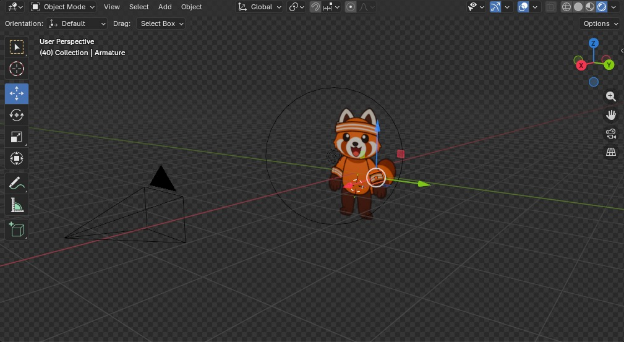 Object Mode View Select Add Object Global
Orientation: Default Drag: Select Box Options
User Perspective
(40) Collection | Armature
Z
X
Y